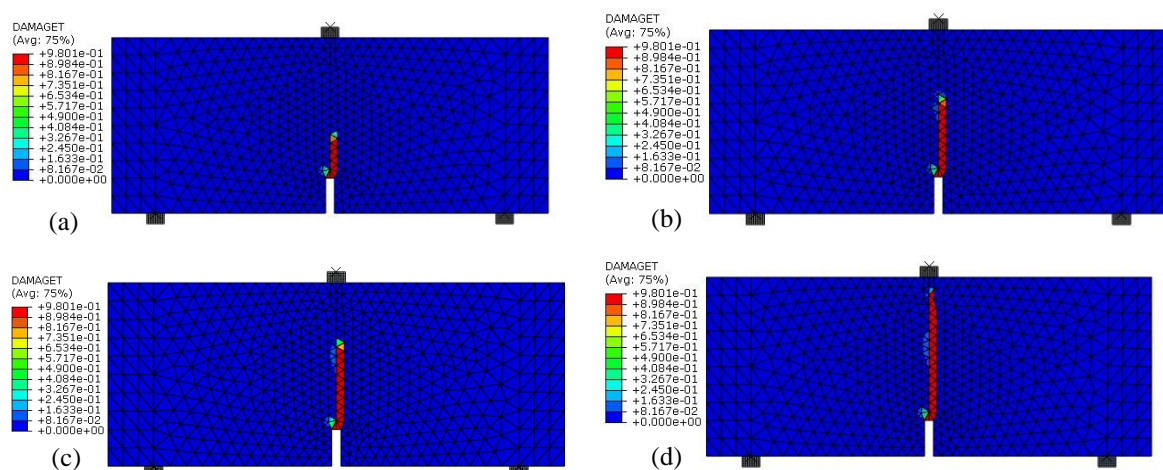 DAMAGET
(Avg: 75%)
+9.801e-01
+8.984e-01
+8.167e-01
+7.351e-01
+6.534e-01
+5.717e-01
+4.900e-01
+4.084e-01
+3.267e-01
+2.450e-01
+1.633e-01
+8.167e-02
+0.000e+00
(a)
DAMAGET
(Avg: 75%)
+9.801e-01
+8.984e-01
+8.167e-01
+7.351e-01
+6.534e-01
+5.717e-01
+4.900e-01
+4.084e-01
+3.267e-01
+2.450e-01
+1.633e-01
+8.167e-02
+0.000e+00
(b)
DAMAGET
(Avg: 75%)
+9.801e-01
+8.984e-01
+8.167e-01
+7.351e-01
+6.534e-01
+5.717e-01
+4.900e-01
+4.084e-01
+3.267e-01
+2.450e-01
+1.633e-01
+8.167e-02
+0.000e+00
(c)
DAMAGET
(Avg: 75%)
+9.801e-01
+8.984e-01
+8.167e-01
+7.351e-01
+6.534e-01
+5.717e-01
+4.900e-01
+4.084e-01
+3.267e-01
+2.450e-01
+1.633e-01
+8.167e-02
+0.000e+00
(d)